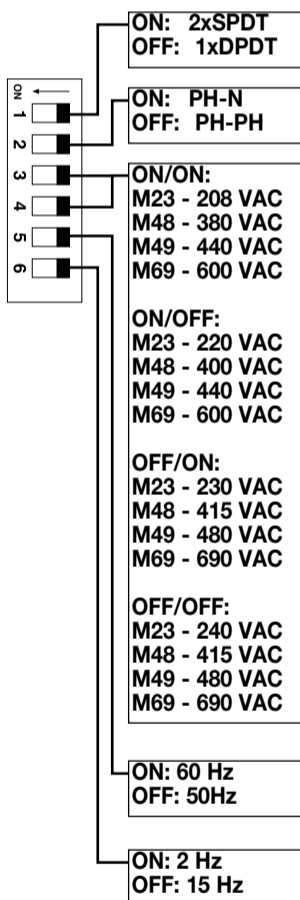 ON: 2xSPDT
OFF: 1xDPDT
ON
1
2
3
4
5
6
ON: PH-N
OFF: PH-PH
ON/ON:
M23 - 208 VAC
M48 - 380 VAC
M49 - 440 VAC
M69 - 600 VAC
ON/OFF:
M23 - 220 VAC
M48 - 400 VAC
M49 - 440 VAC
M69 - 600 VAC
OFF/ON:
M23 - 230 VAC
M48 - 415 VAC
M49 - 480 VAC
M69 - 690 VAC
OFF/OFF:
M23 - 240 VAC
M48 - 415 VAC
M49 - 480 VAC
M69 - 690 VAC
ON: 60 Hz
OFF: 50Hz
ON: 2 Hz
OFF: 15 Hz